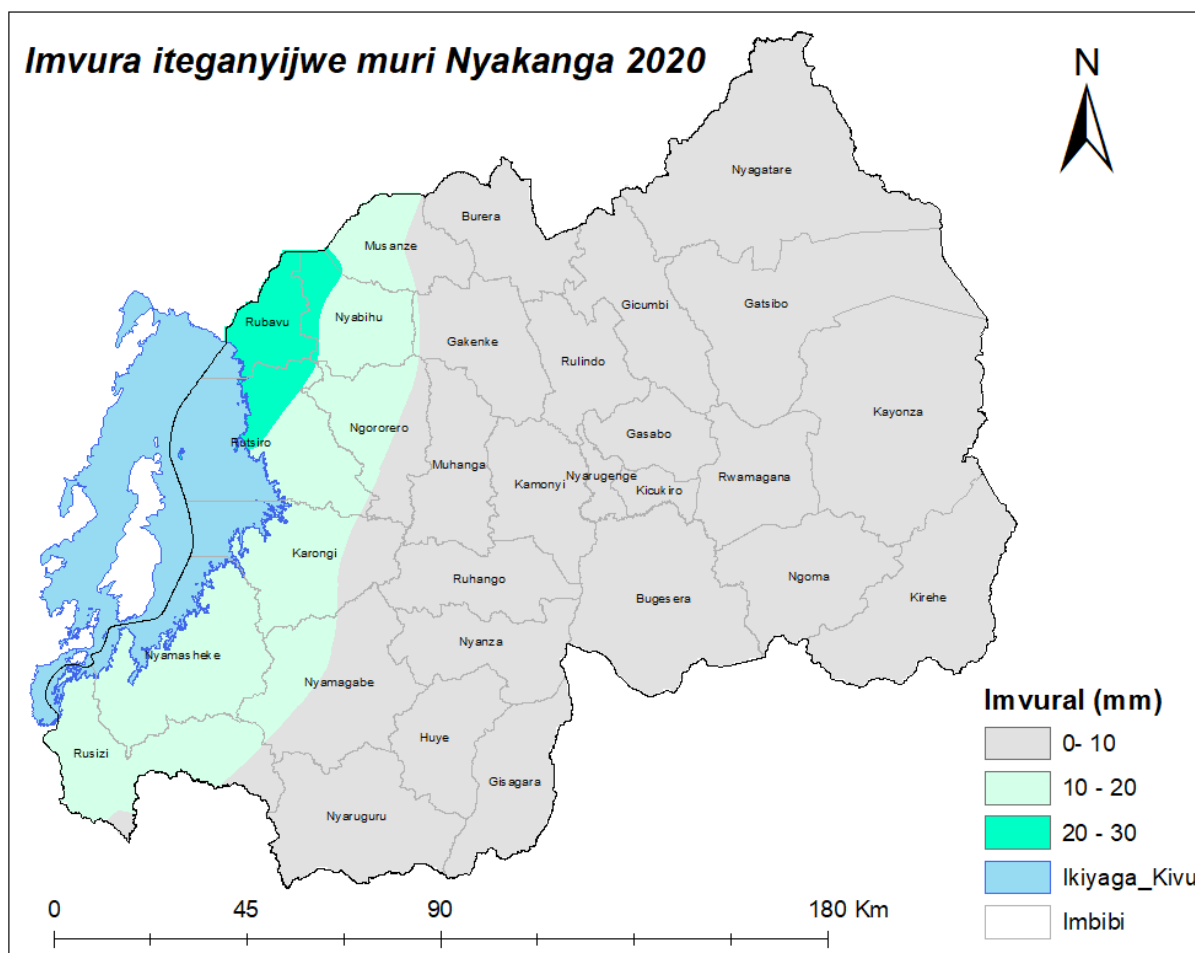 Imvura iteganyijwe muri Nyakanga 2020
N
Nyagatare
Burera
Musanze
Gicumbi
Gatsibo
Rubavu
Nyabihu
Gakenke
Rulindo
Kayonza
Ngororero
Gasabo
Rutsiro
Muhanga
Kamonyi
Nyarugenge
Rwamagana
Kicukiro
Karongi
Ruhango
Ngoma
Bugesera
Kirehe
Nyanza
Nyamasheke
Nyamagabe
Huye
Rusizi
Gisagara
Nyaruguru
Imvural (mm)
0- 10
10 - 20
20 - 30
Ikiyaga_Kivu
Imbibi
0 45 90 180 Km